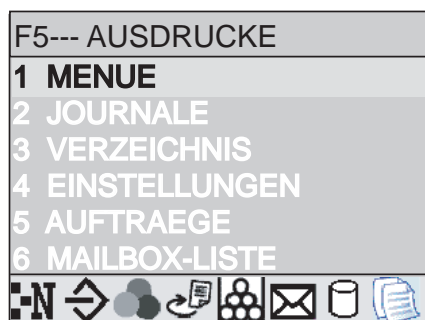 F5--- AUSDRUCKE
1 MENUE
2 JOURNALE
3 VERZEICHNIS
4 EINSTELLUNGEN
5 AUFTRAEGE
6 MAILBOX-LISTE
:-N